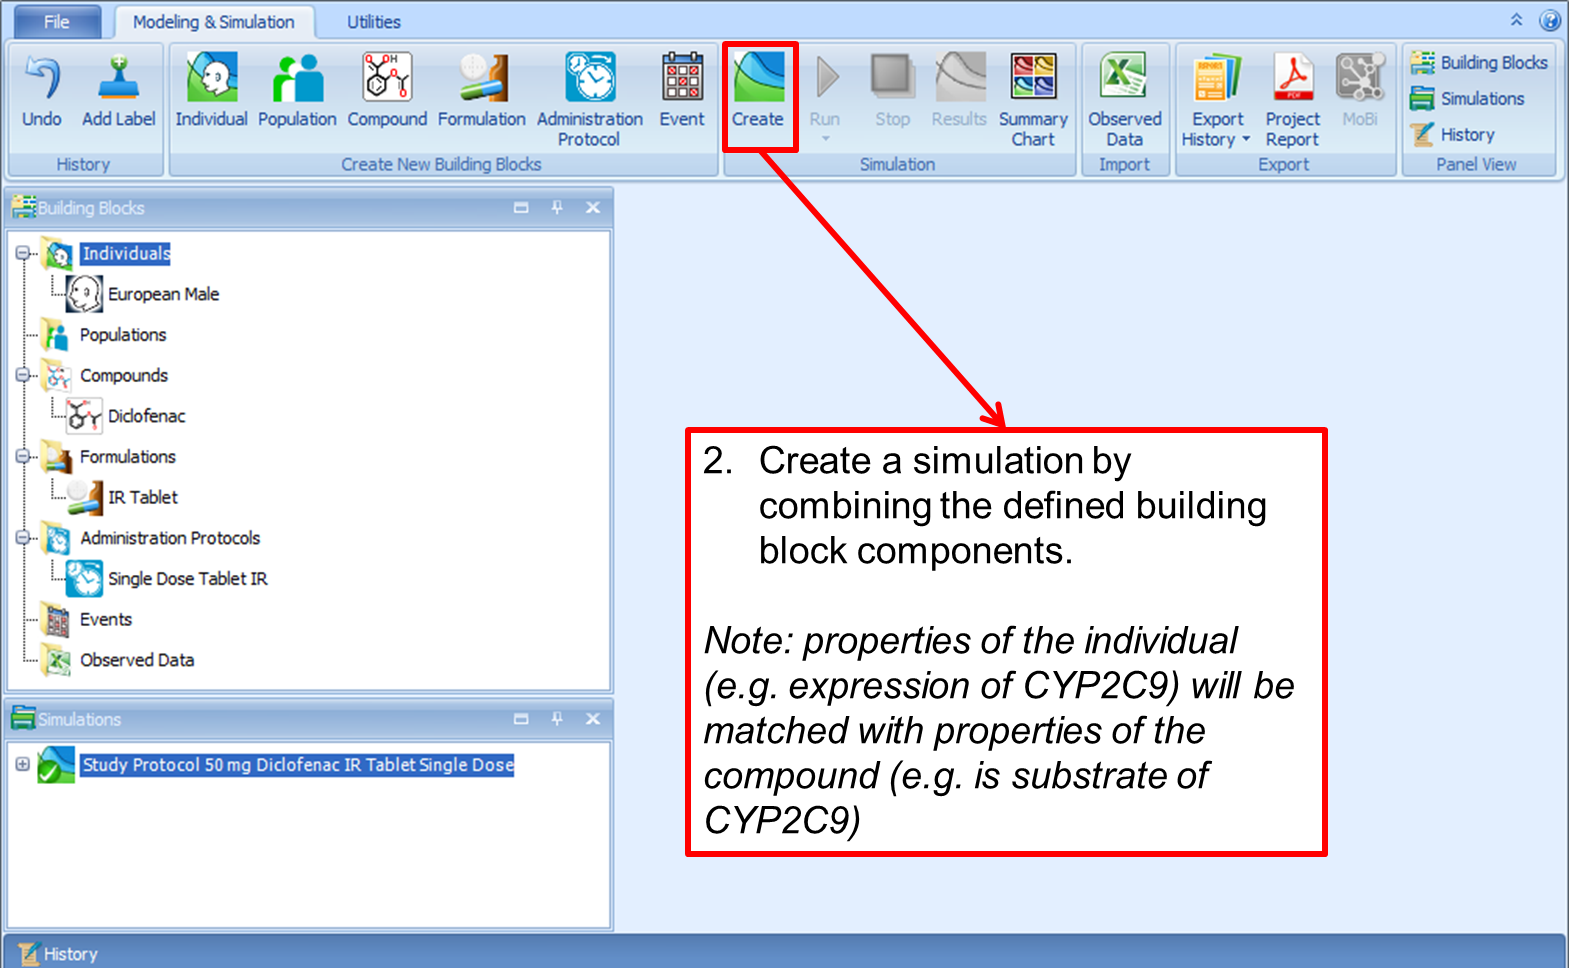 File Modeling & Simulation Utilities
Undo Add Label Individual Population Compound Formulation Administration Protocol Event Create Run Stop Results Summary Chart Observed Data Export History Project Report MoBi
Building Blocks
Simulations
History
History Create New Building Blocks Simulation Import Export Panel View
Building Blocks
Individuals
European Male
Populations
Compounds
Diclofenac
Formulations
IR Tablet
Administration Protocols
Single Dose Tablet IR
Events
Observed Data
Simulations
Study Protocol 50 mg Diclofenac IR Tablet Single Dose
2. Create a simulation by
combining the defined building
block components.
Note: properties of the individual
(e.g. expression of CYP2C9) will be
matched with properties of the
compound (e.g. is substrate of
CYP2C9)
History